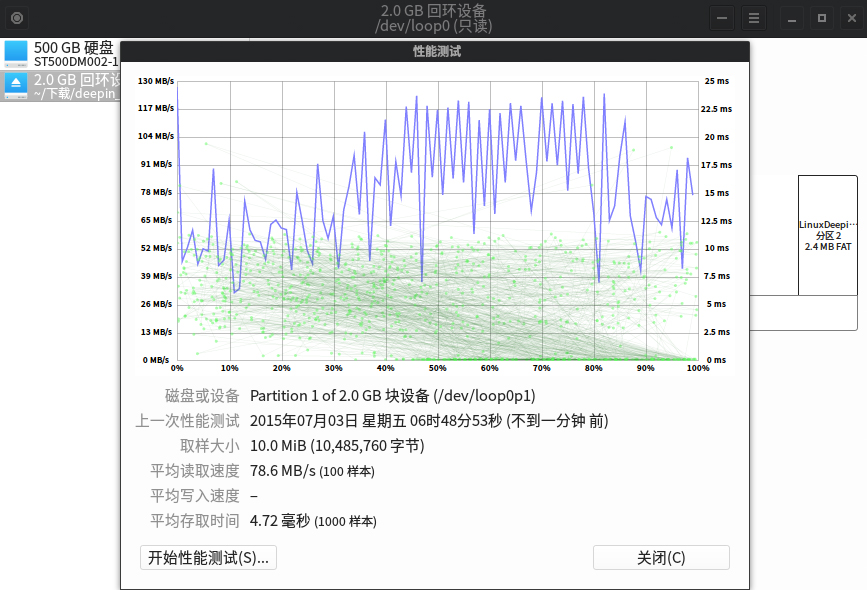 2.0 GB 回环设备
/dev/loop0 (只读)
500 GB 硬盘
ST500DM002-1
2.0 GB 回环设
~/下载/deepin_
性能测试
130 MB/s
117 MB/s
104 MB/s
91 MB/s
78 MB/s
65 MB/s
52 MB/s
39 MB/s
26 MB/s
13 MB/s
0 MB/s
25 ms
22.5 ms
20 ms
17.5 ms
15 ms
12.5 ms
10 ms
7.5 ms
5 ms
2.5 ms
0 ms
0% 10% 20% 30% 40% 50% 60% 70% 80% 90% 100%
磁盘或设备 Partition 1 of 2.0 GB 块设备 (/dev/loop0p1)
上一次性能测试 2015年07月03日 星期五 06时48分53秒 (不到一分钟 前)
取样大小 10.0 MiB (10,485,760 字节)
平均读取速度 78.6 MB/s (100 样本)
平均写入速度 –
平均存取时间 4.72 毫秒 (1000 样本)
开始性能测试(S)... 关闭(C)
LinuxDeepi…
分区 2
2.4 MB FAT